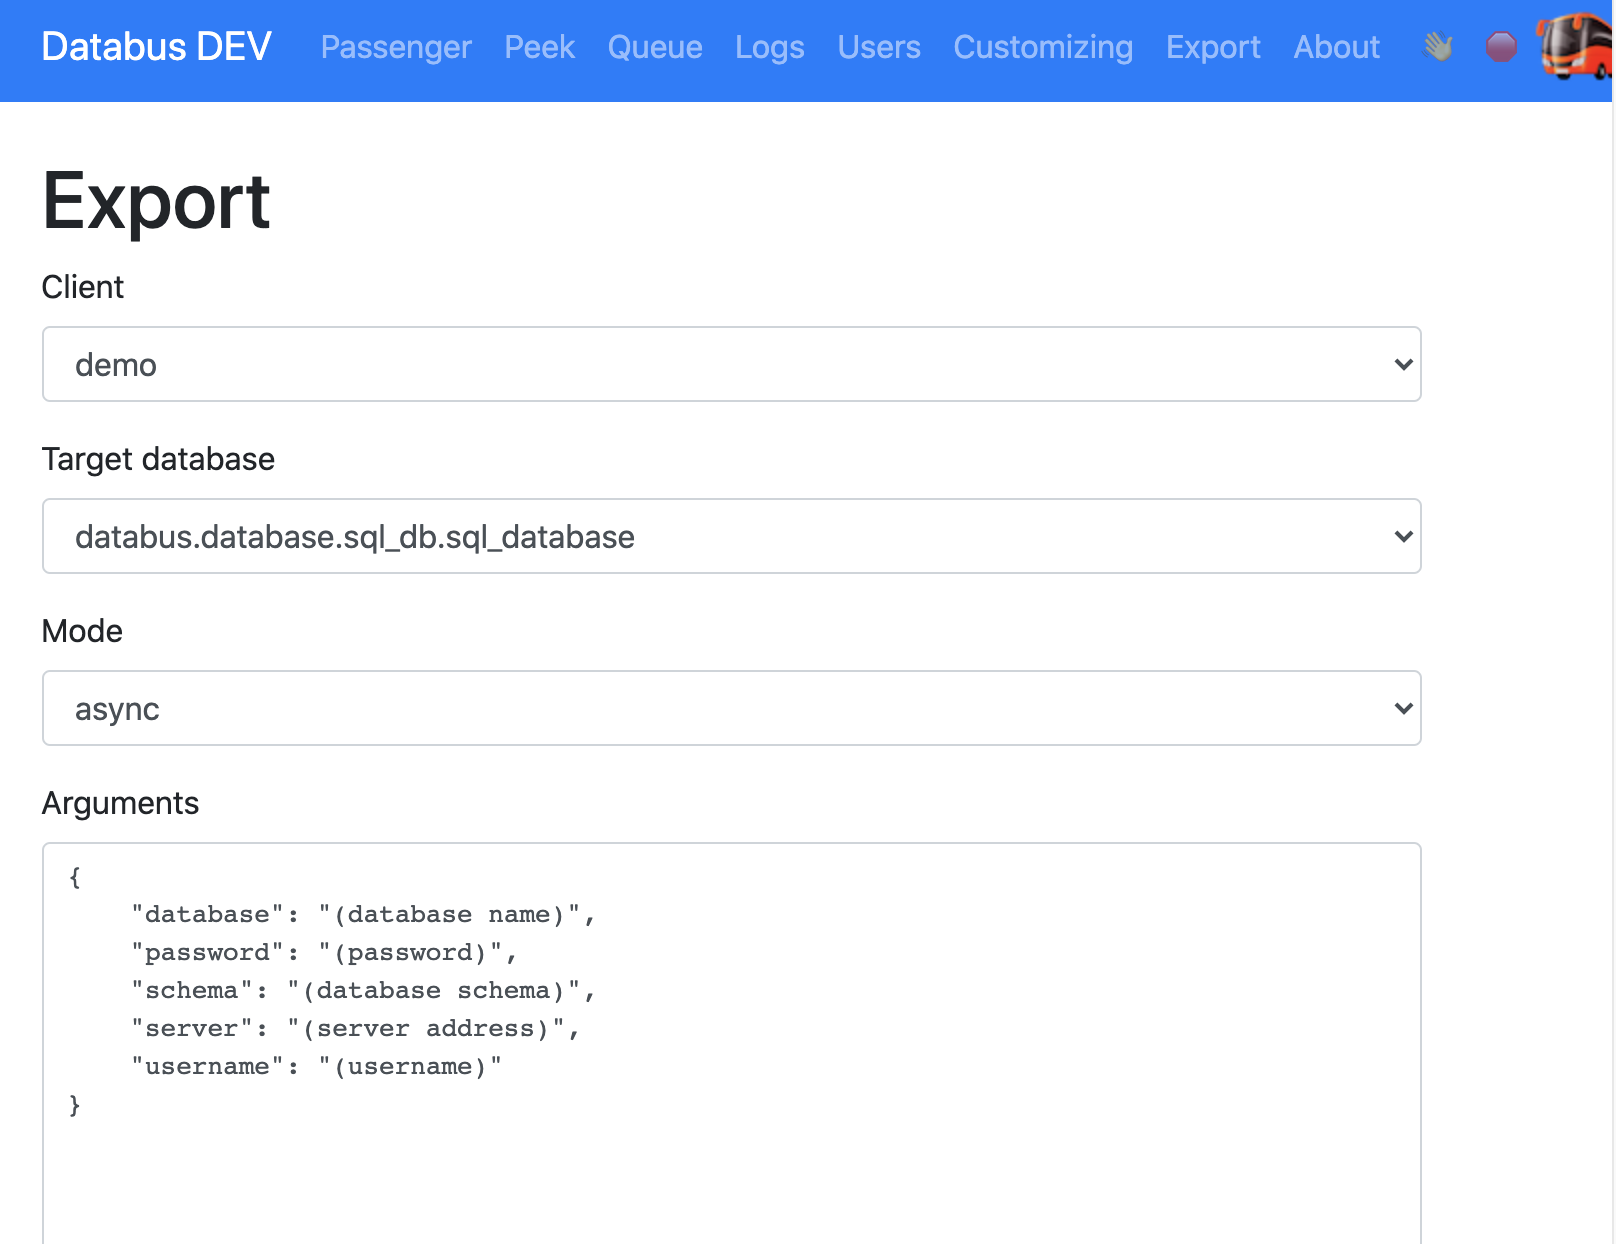 Databus DEV Passenger Peek Queue Logs Users Customizing Export About
Export
Client
demo
Target database
databus.database.sql_db.sql_database
Mode
async
Arguments
{
    "database": "(database name)",
    "password": "(password)",
    "schema": "(database schema)",
    "server": "(server address)",
    "username": "(username)"
}